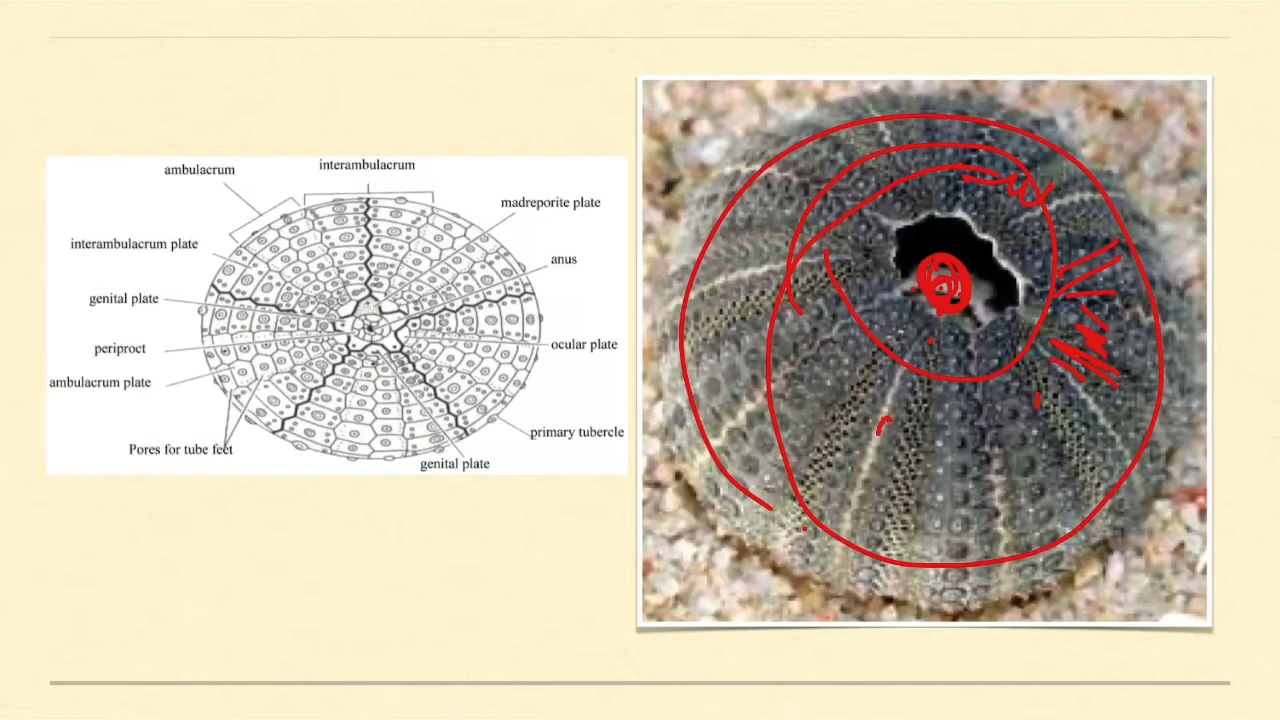 ambulacrum
interambulacrum
madreporite plate
interambulacrum plate
anus
genital plate
periproct
ocular plate
ambulacrum plate
primary tubercle
Pores for tube feet
genital plate